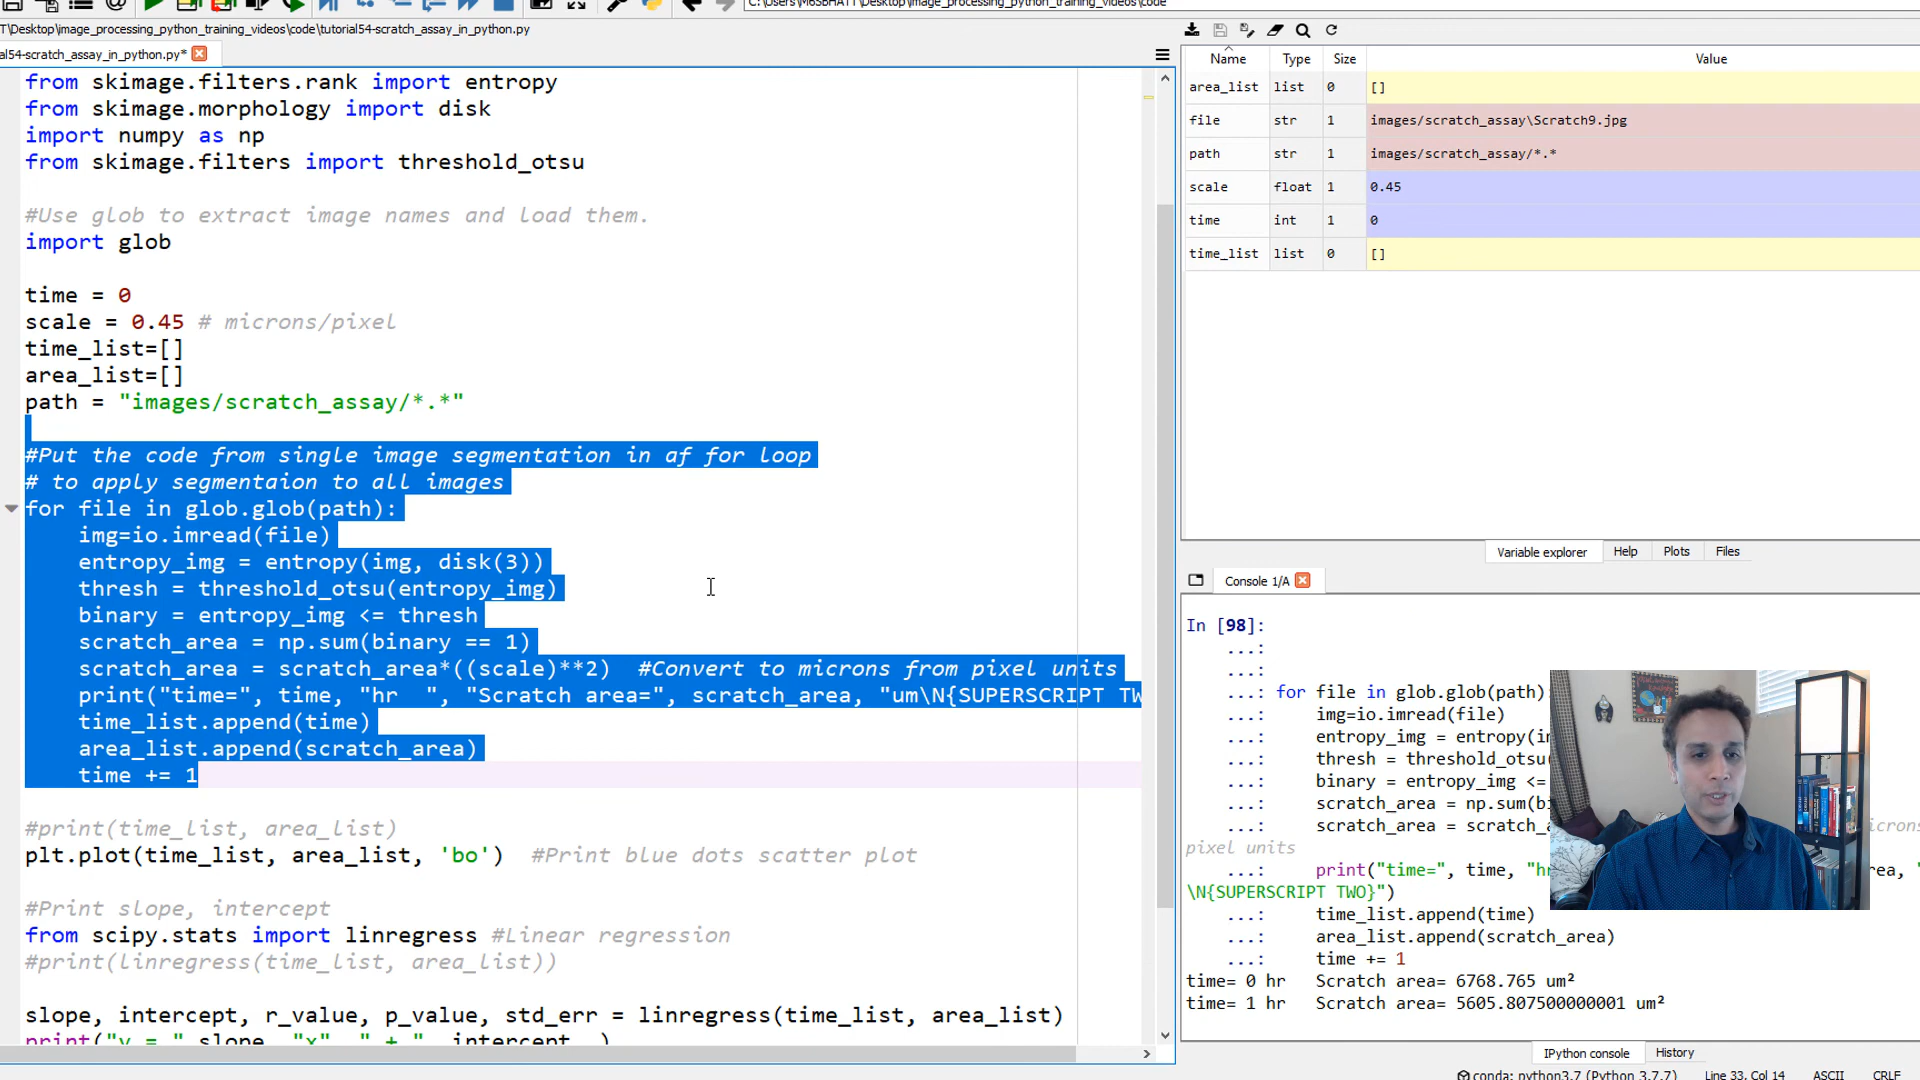 C:\Users\M6SBHATT\Desktop\image_processing_python_training_videos\code
T\Desktop\image_processing_python_training_videos\code\tutorial54-scratch_assay_in_python.py
al54-scratch_assay_in_python.py*
from skimage.filters.rank import entropy
from skimage.morphology import disk
import numpy as np
from skimage.filters import threshold_otsu
#Use glob to extract image names and load them.
import glob
time = 0
scale = 0.45 # microns/pixel
time_list=[]
area_list=[]
path = "images/scratch_assay/*.*"
#Put the code from single image segmentation in af for loop
# to apply segmentaion to all images
for file in glob.glob(path):
img=io.imread(file)
entropy_img = entropy(img, disk(3))
thresh = threshold_otsu(entropy_img)
binary = entropy_img <= thresh
scratch_area = np.sum(binary == 1)
scratch_area = scratch_area*((scale)**2) #Convert to microns from pixel units
print("time=", time, "hr  ", "Scratch area=", scratch_area, "um\N{SUPERSCRIPT TW
time_list.append(time)
area_list.append(scratch_area)
time += 1
#print(time_list, area_list)
plt.plot(time_list, area_list, 'bo') #Print blue dots scatter plot
#Print slope, intercept
from scipy.stats import linregress #Linear regression
#print(linregress(time_list, area_list))
slope, intercept, r_value, p_value, std_err = linregress(time_list, area_list)
print("y = ",slope, "x", " + ", intercept )
Name Type Size Value
area_list list 0 []
file str 1 images/scratch_assay\Scratch9.jpg
path str 1 images/scratch_assay/*.*
scale float 1 0.45
time int 1 0
time_list list 0 []
Variable explorer Help Plots Files
Console 1/A
In [98]:
...:
...:
...: for file in glob.glob(path)
...: img=io.imread(file)
...: entropy_img = entropy(i
...: thresh = threshold_ots
...: binary = entropy_img <=
...: scratch_area = np.sum(bi
...: scratch_area = scratch_a
microns
pixel units
...: print("time=", time, "h
rea, "
\N{SUPERSCRIPT TWO}")
...: time_list.append(time)
...: area_list.append(scratch_area)
...: time += 1
time= 0 hr Scratch area= 6768.765 um²
time= 1 hr Scratch area= 5605.807500000001 um²
IPython console History
conda: python3.7 (Python 3.7.7) Line 33, Col 14 ASCII CRLF